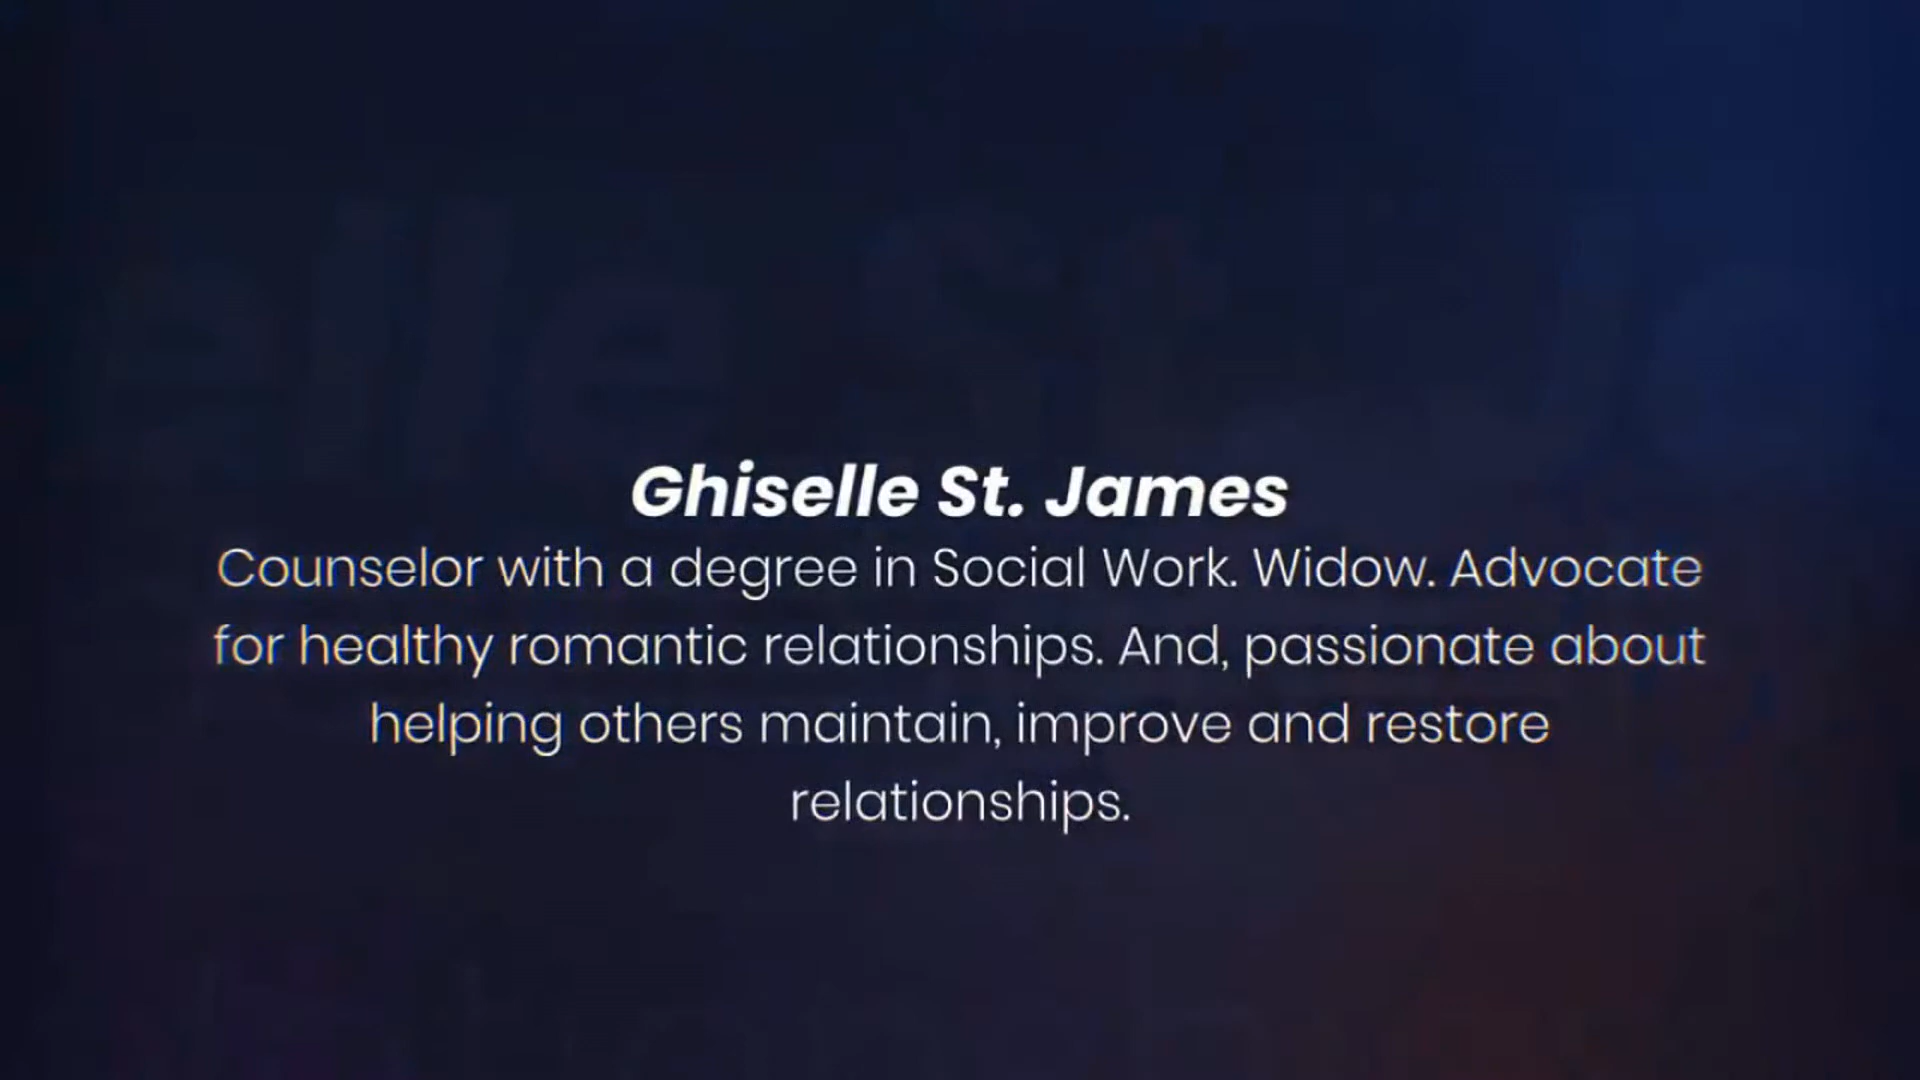 Ghiselle St. James
Counselor with a degree in Social Work. Widow. Advocate
for healthy romantic relationships. And, passionate about
helping others maintain, improve and restore
relationships.